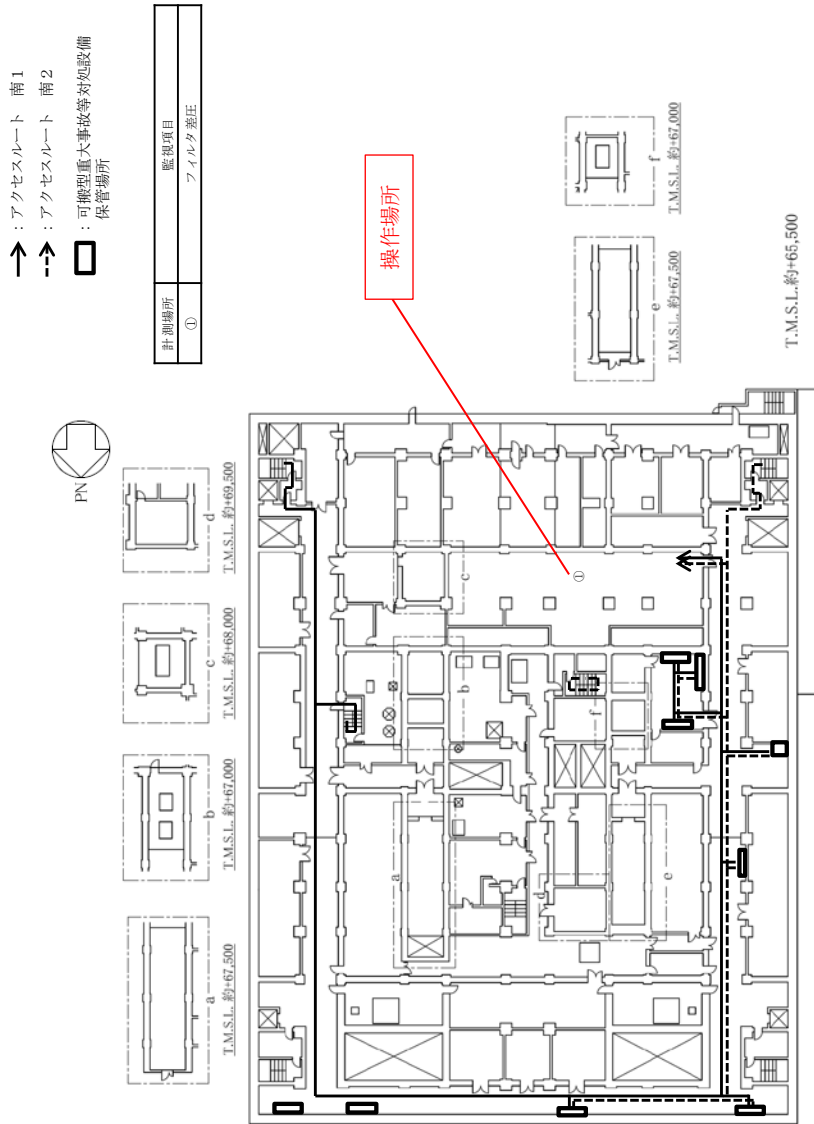 ：アクセスルート　南１
：アクセスルート　南２
：可搬型重大事故等対処設備
保管場所
計測場所
監視項目
①
フィルタ差圧
PN
操作場所
a
T.M.S.L. 約+67,500
b
T.M.S.L. 約+67,000
c
T.M.S.L. 約+68,000
d
T.M.S.L. 約+69,500
e
T.M.S.L. 約+67,500
f
T.M.S.L. 約+67,000
a
b
c
d
e
f
①
T.M.S.L.約+65,500